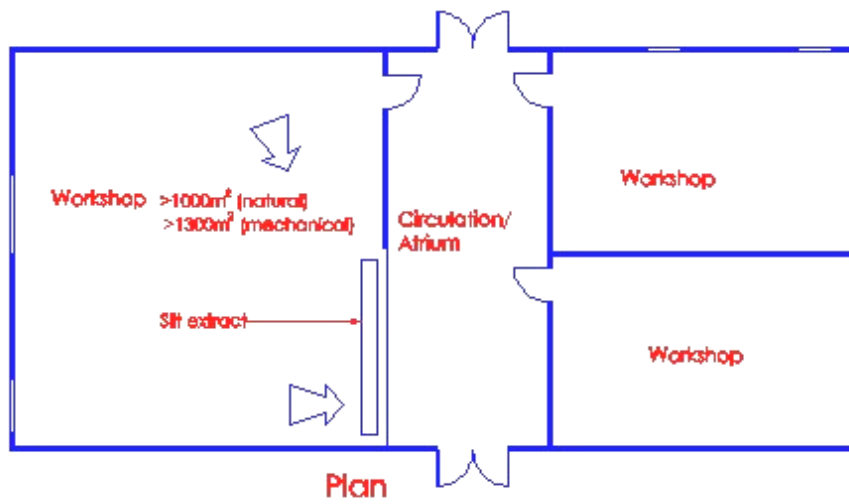 Workshop >1000m² (natural)
>1300m² (mechanical)
Circulation/
Atrium
Workshop
Slit extract
Workshop
Plan